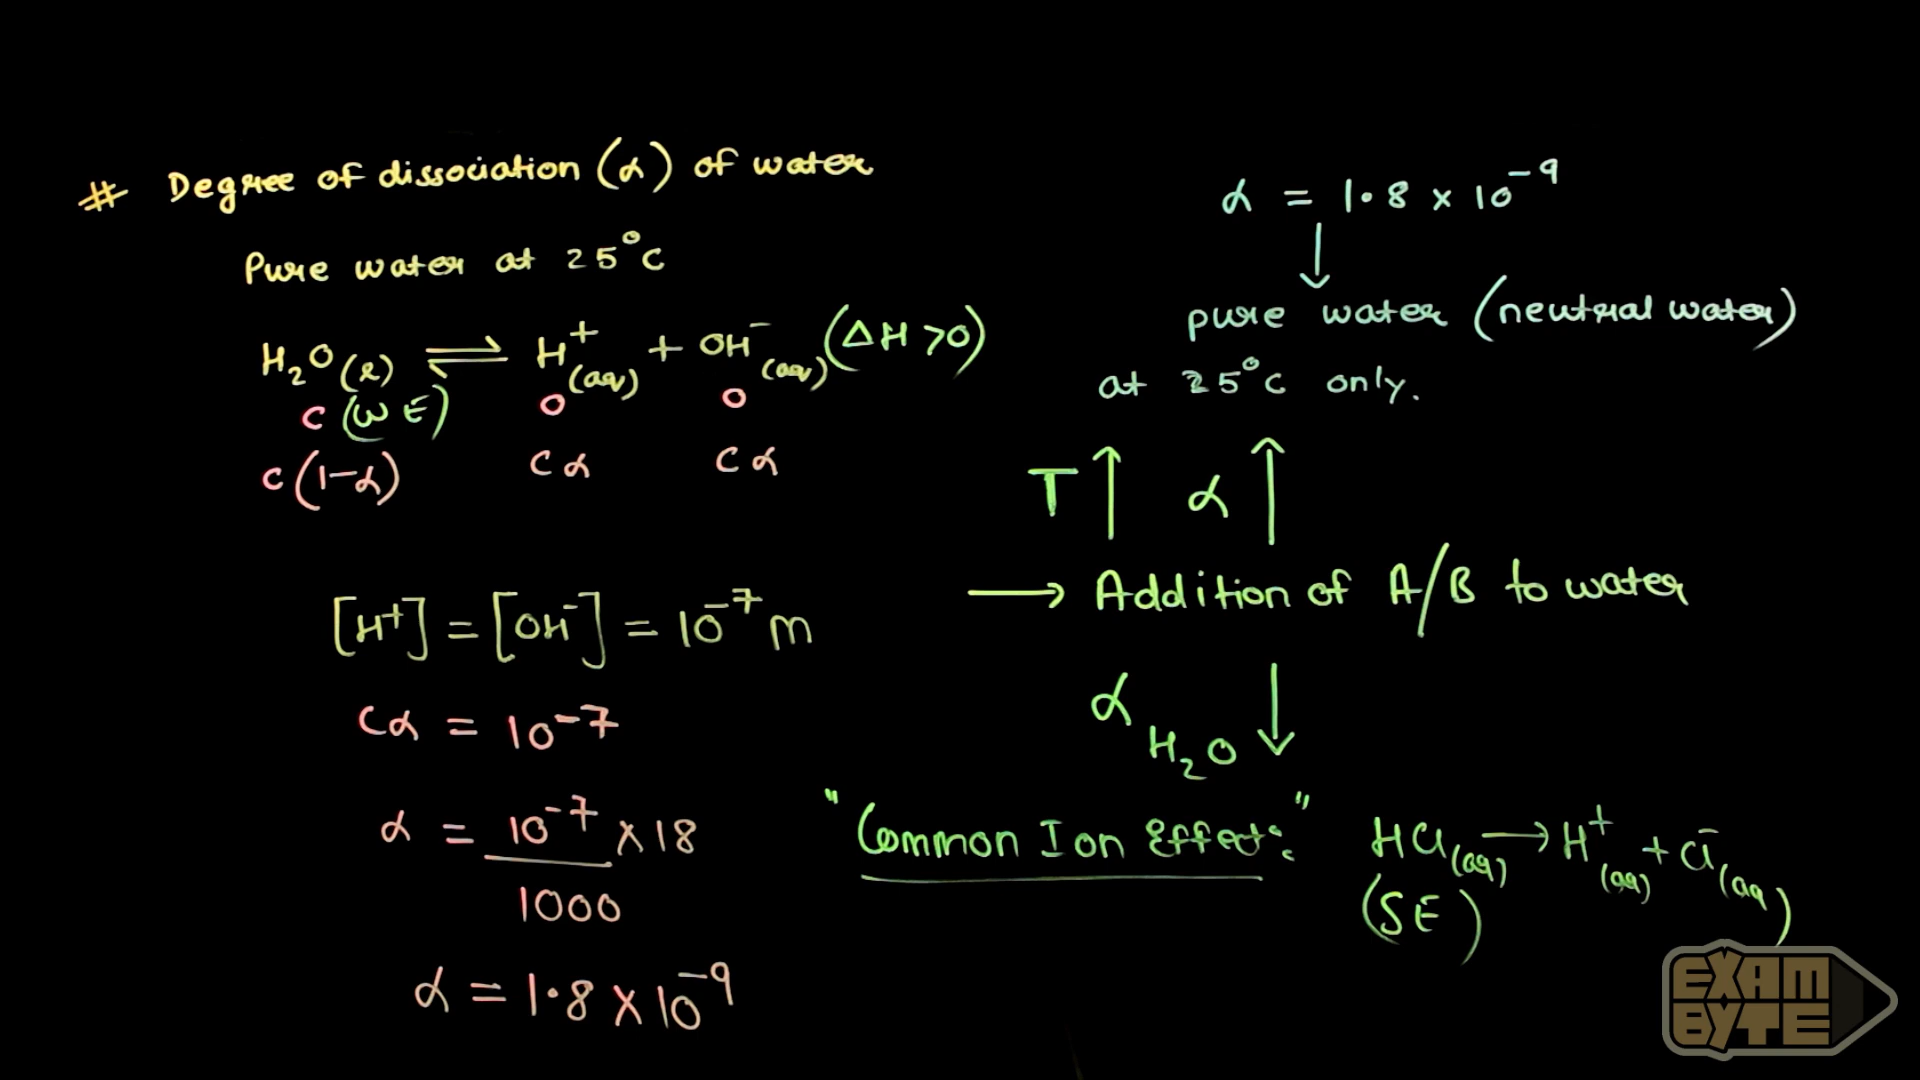 # Degree of dissociation (α) of water
Pure water at 25°C
H₂O(l) ⇌ H⁺(aq) + OH⁻(aq) (ΔH >0)
C (WE) 0 0
C(1-α) Cα Cα
[H⁺] = [OH⁻] = 10⁻⁷ m
Cα = 10⁻⁷
α = 10⁻⁷ × 18
1000
α = 1.8 × 10⁻⁹
α = 1.8 × 10⁻⁹
↓
pure water (neutral water)
at 25°C only.
T↑ α↑
→ Addition of A/B to water
α H₂O ↓
"Common Ion Effect:"
HCl(aq) → H⁺(aq) + Cl⁻(aq)
(SE)
EXAM
BYTE